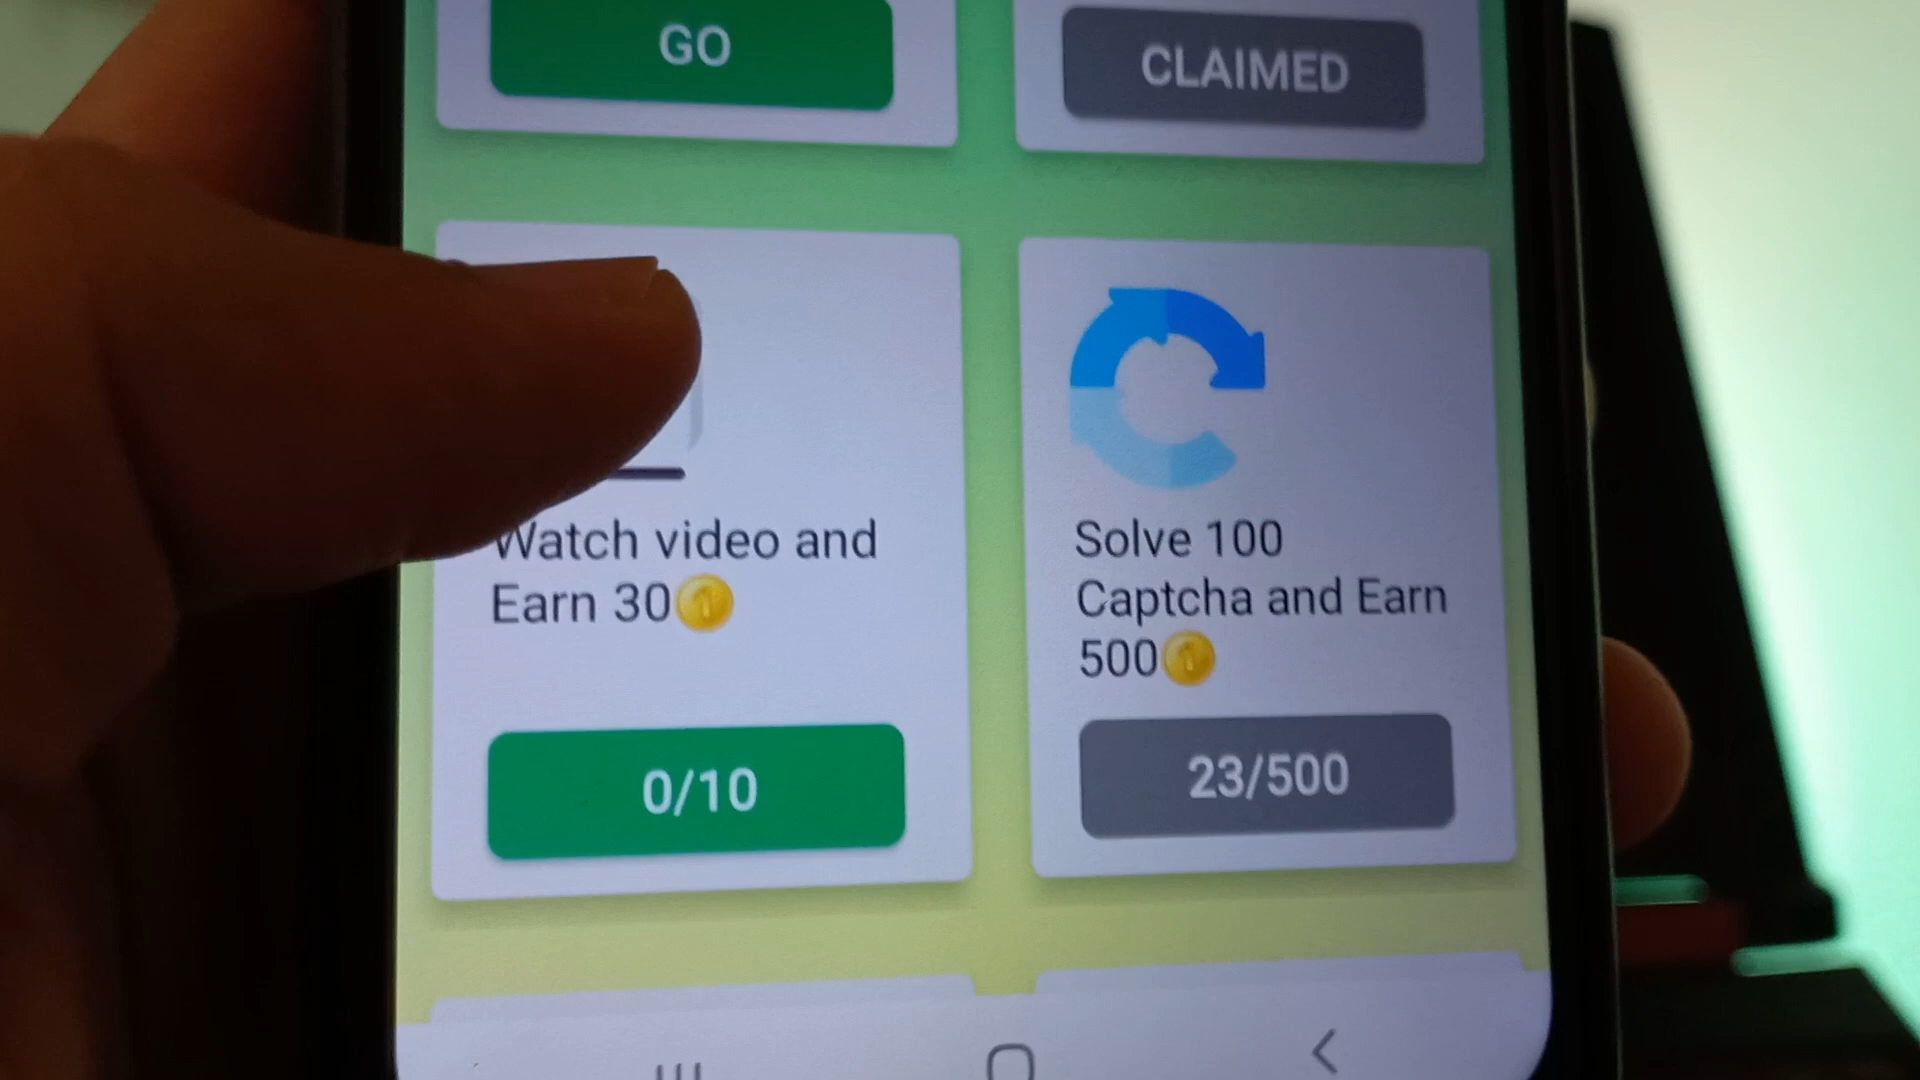 GO
CLAIMED
Watch video and
Earn 30
0/10
Solve 100
Captcha and Earn
500
23/500